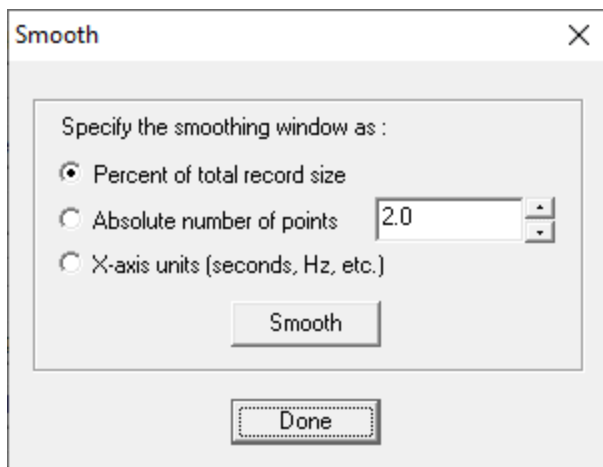 Smooth
Specify the smoothing window as :
Percent of total record size
Absolute number of points 2.0
X-axis units (seconds, Hz, etc.)
Smooth
Done